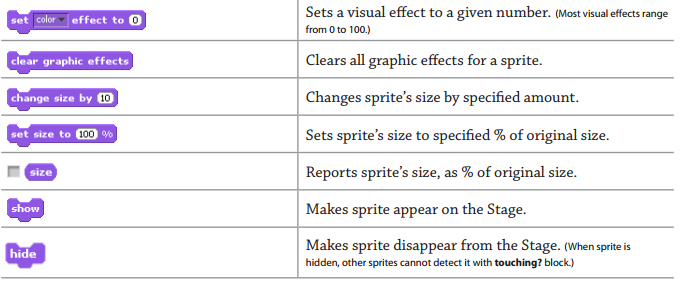 set color effect to 0
Sets a visual effect to a given number. (Most visual effects range
from 0 to 100.)
clear graphic effects
Clears all graphic effects for a sprite.
change size by 10
Changes sprite's size by specified amount.
set size to 100 %
Sets sprite's size to specified % of original size.
size
Reports sprite's size, as % of original size.
show
Makes sprite appear on the Stage.
hide
Makes sprite disappear from the Stage. (When sprite is
hidden, other sprites cannot detect it with touching? block.)